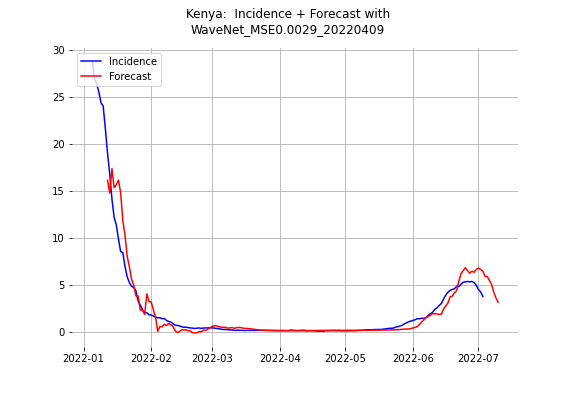 Kenya:  Incidence + Forecast with
WaveNet_MSE0.0029_20220409
Incidence
Forecast
30
25
20
15
10
5
0
2022-01 2022-02 2022-03 2022-04 2022-05 2022-06 2022-07